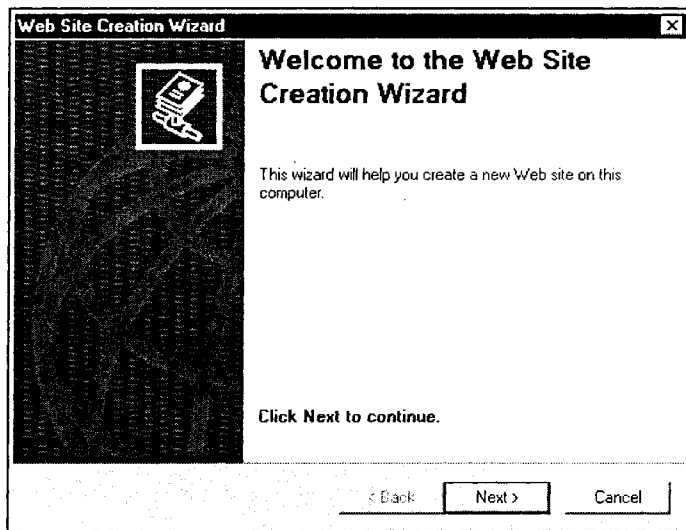 Web Site Creation Wizard
Welcome to the Web Site
Creation Wizard
This wizard will help you create a new Web site on this
computer.
Click Next to continue.
< Back Next > Cancel